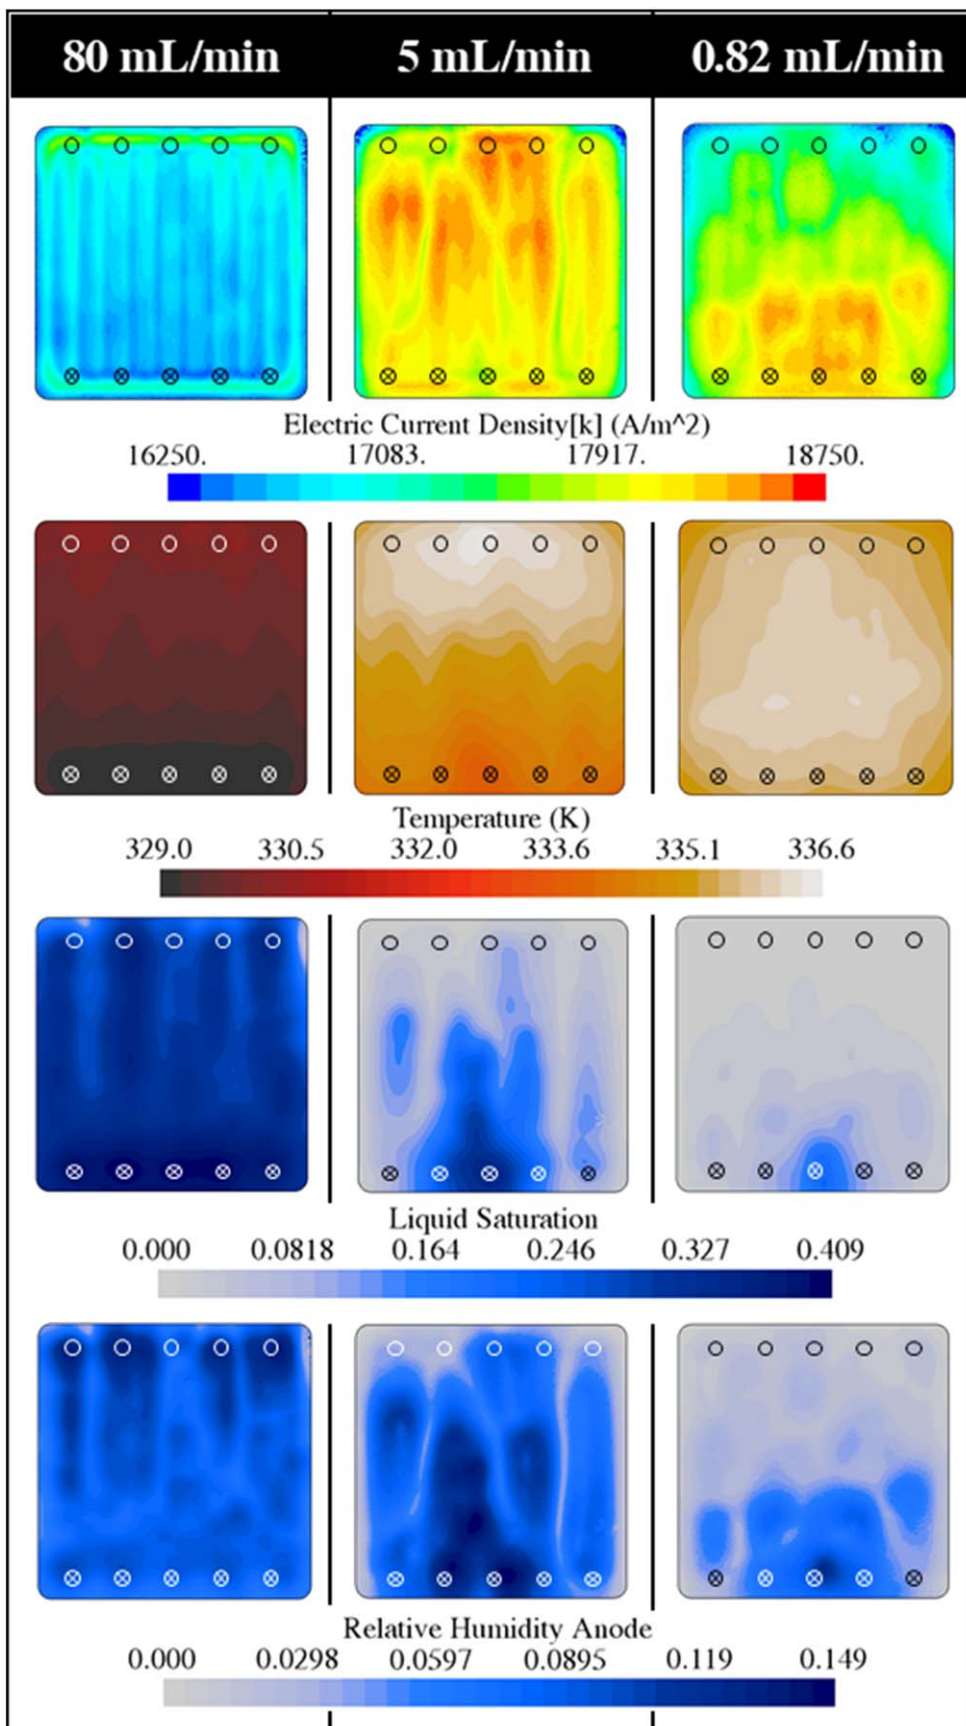 80 mL/min 5 mL/min 0.82 mL/min
Electric Current Density[k] (A/m^2)
16250. 17083. 17917. 18750.
Temperature (K)
329.0 330.5 332.0 333.6 335.1 336.6
Liquid Saturation
0.000 0.0818 0.164 0.246 0.327 0.409
Relative Humidity Anode
0.000 0.0298 0.0597 0.0895 0.119 0.149